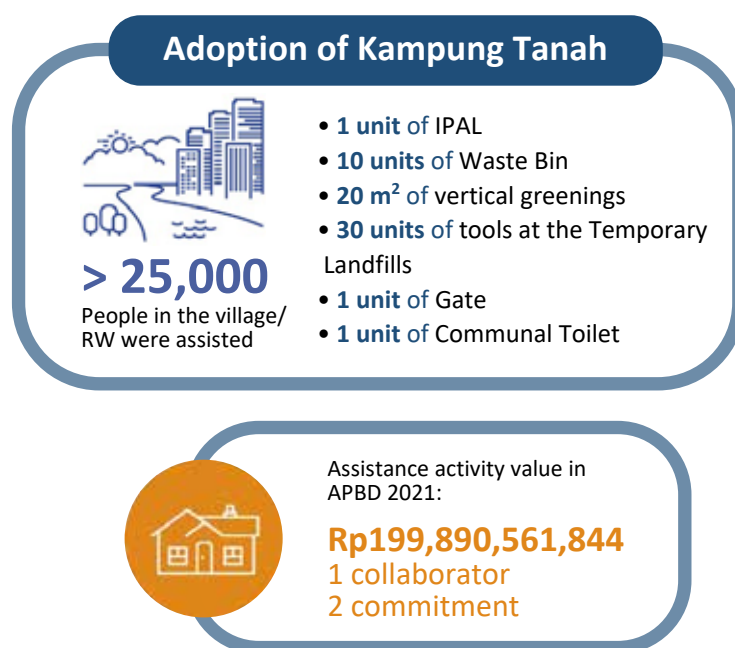 Adoption of Kampung Tanah
> 25,000
People in the village/
RW were assisted
• 1 unit of IPAL
• 10 units of Waste Bin
• 20 m² of vertical greenings
• 30 units of tools at the Temporary
Landfills
• 1 unit of Gate
• 1 unit of Communal Toilet
Assistance activity value in
APBD 2021:
Rp199,890,561,844
1 collaborator
2 commitment